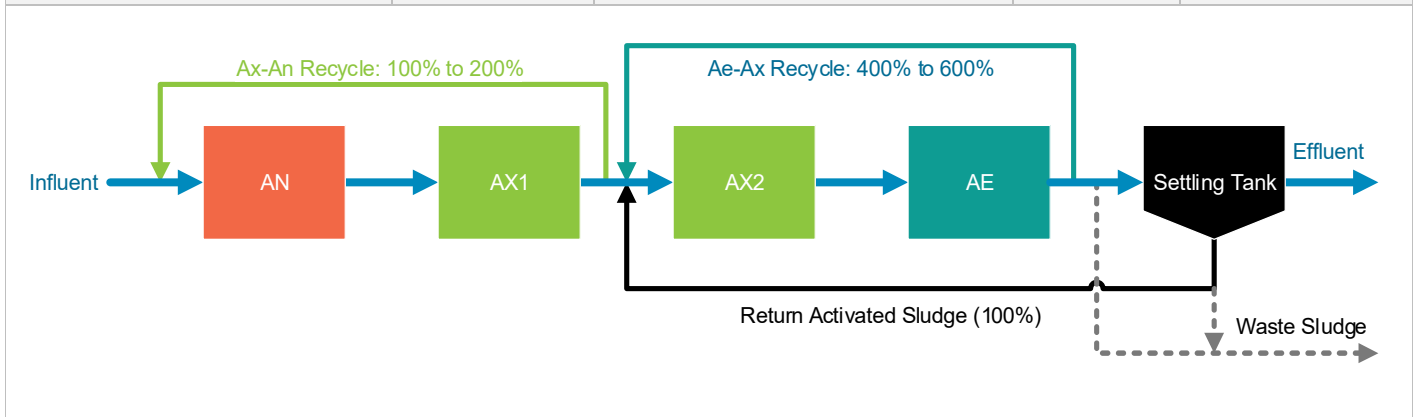 Ax-An Recycle: 100% to 200%
Ae-Ax Recycle: 400% to 600%
Influent
AN
AX1
AX2
AE
Settling Tank
Effluent
Return Activated Sludge (100%)
Waste Sludge